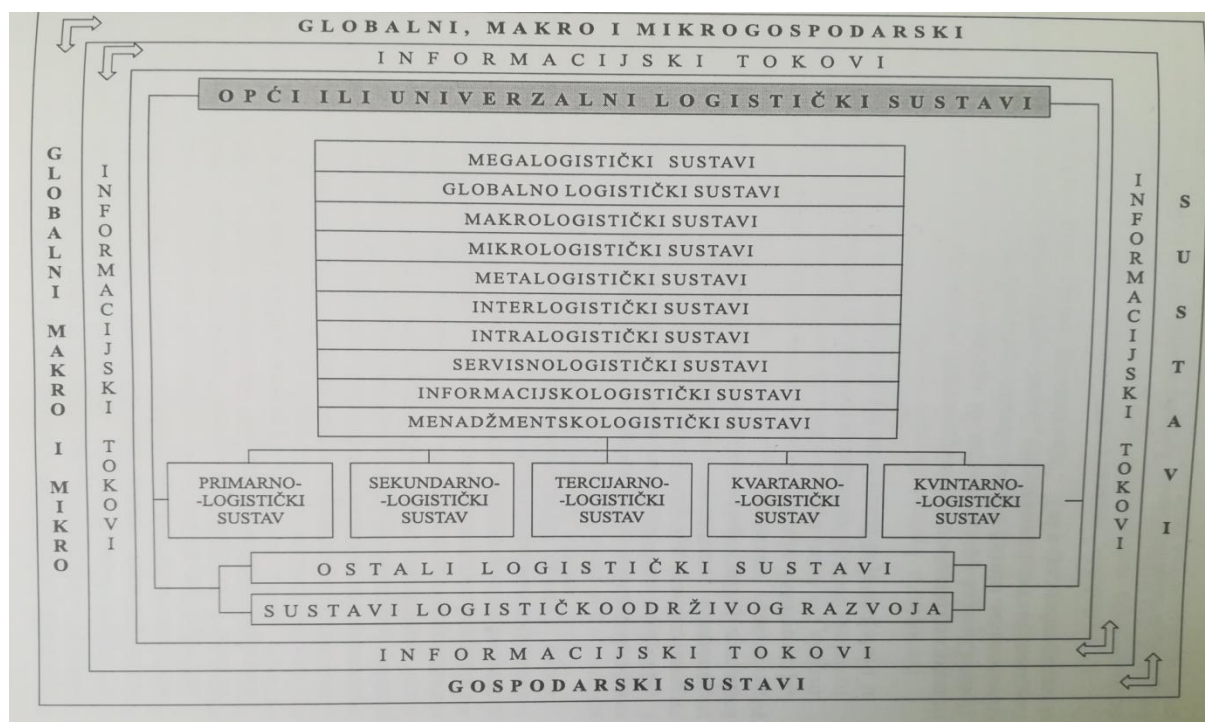 GLOBALNI, MAKRO I MIKROGOSPODARSKI
INFORMACIJSKI TOKOVI
OPĆI ILI UNIVERZALNI LOGISTIČKI SUSTAVI
GLOBALNI MAKRO I MIKRO
INFORMACIJSKI TOKOVI
MEGALOGISTIČKI SUSTAVI
GLOBALNO LOGISTIČKI SUSTAVI
MAKROLOGISTIČKI SUSTAVI
MIKROLOGISTIČKI SUSTAVI
METALOGISTIČKI SUSTAVI
INTERLOGISTIČKI SUSTAVI
INTRALOGISTIČKI SUSTAVI
SERVISNOLOGISTIČKI SUSTAVI
INFORMACIJSKOLOGISTIČKI SUSTAVI
MENADŽMENTSKOLOGISTIČKI SUSTAVI
INFORMACIJSKI TOKOVI
SUSTAVI
PRIMARNO-
-LOGISTIČKI
SUSTAV
SEKUNDARNO-
-LOGISTIČKI
SUSTAV
TERCIJARNO-
-LOGISTIČKI
SUSTAV
KVARTARNO-
-LOGISTIČKI
SUSTAV
KVINTARNO-
-LOGISTIČKI
SUSTAV
OSTALI LOGISTIČKI SUSTAVI
SUSTAVI LOGISTIČKOODRŽIVOG RAZVOJA
INFORMACIJSKI TOKOVI
GOSPODARSKI SUSTAVI